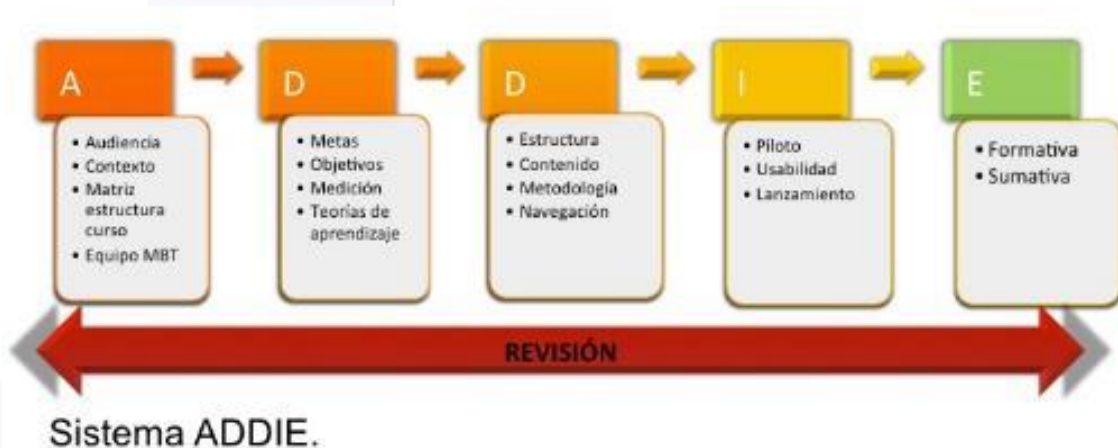 A
D
D
I
E
• Audiencia
• Contexto
• Matriz
estructura
curso
• Equipo MBT
• Metas
• Objetivos
• Medición
• Teorías de
aprendizaje
• Estructura
• Contenido
• Metodología
• Navegación
• Piloto
• Usabilidad
• Lanzamiento
• Formativa
• Sumativa
REVISIÓN
Sistema ADDIE.